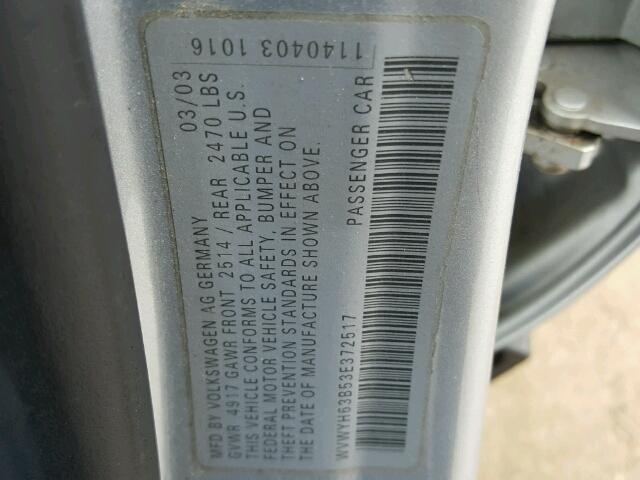 1140403 1016
MFD BY VOLKSWAGEN AG GERMANY 03/03
GVWR 4917 GAWR FRONT 2514 / REAR 2470 LBS
THIS VEHICLE CONFORMS TO ALL APPLICABLE U.S.
FEDERAL MOTOR VEHICLE SAFETY, BUMPER AND
THEFT PREVENTION STANDARDS IN EFFECT ON
THE DATE OF MANUFACTURE SHOWN ABOVE.
WVWYH63B53E372517 PASSENGER CAR